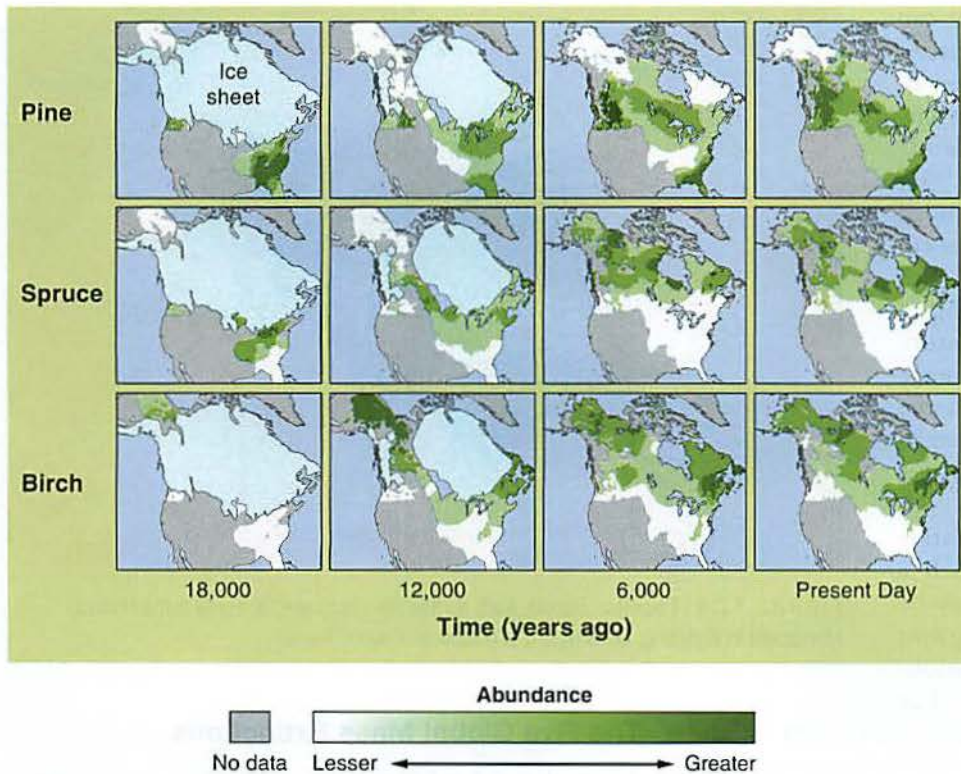 Ice
sheet
Pine
Spruce
Birch
18,000
12,000
6,000
Present Day
Time (years ago)
Abundance
No data
Lesser
Greater